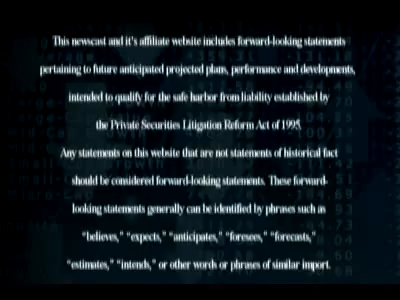 This newscast and it's affiliate website includes forward-looking statements
pertaining to future anticipated projected plans, performance and developments,
intended to qualify for the safe harbor from liability established by
the Private Securities Litigation Reform Act of 1995.
Any statements on this website that are not statements of historical fact
should be considered forward-looking statements. These forward-
looking statements generally can be identified by phrases such as
"believes," "expects," "anticipates," "foresees," "forecasts,"
"estimates," "intends," or other words or phrases of similar import.